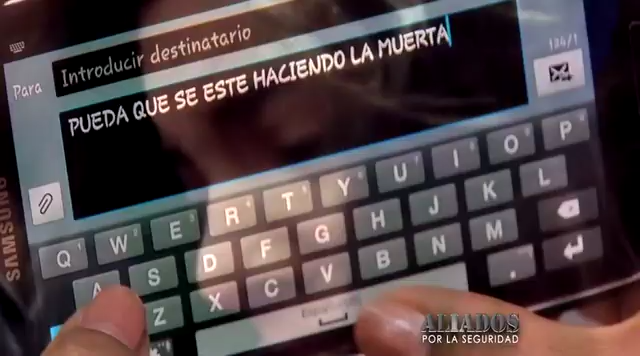 Para
Introducir destinatario
PUEDA QUE SE ESTE HACIENDO LA MUERTA
134/1
SAMSUNG
Q W E R T Y U I O P
A S D F G H J K L
Z X C V B N M .
ALIADOS
POR LA SEGURIDAD